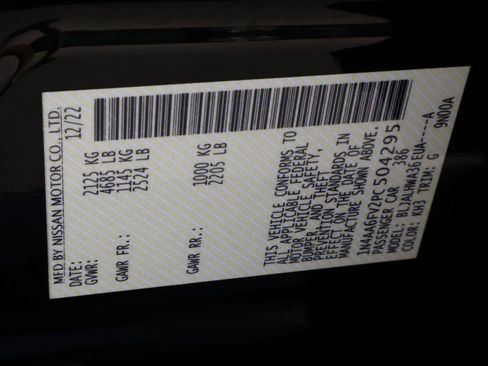 MFD BY NISSAN MOTOR CO., LTD.
DATE: 12/22
GVWR: 2125 KG
4685 LB
GAWR FR.: 1145 KG
2524 LB
GAWR RR.: 1000 KG
2205 LB
THIS VEHICLE CONFORMS TO
ALL APPLICABLE FEDERAL
MOTOR VEHICLE SAFETY,
BUMPER, AND THEFT
PREVENTION STANDARDS IN
EFFECT ON THE DATE OF
MANUFACTURE SHOWN ABOVE.
1N4AA6FV2PC504295
PASSENGER CAR 386
MODEL: BLJALHWA36EUA----A
COLOR: KH3 TRIM: G 9N00A